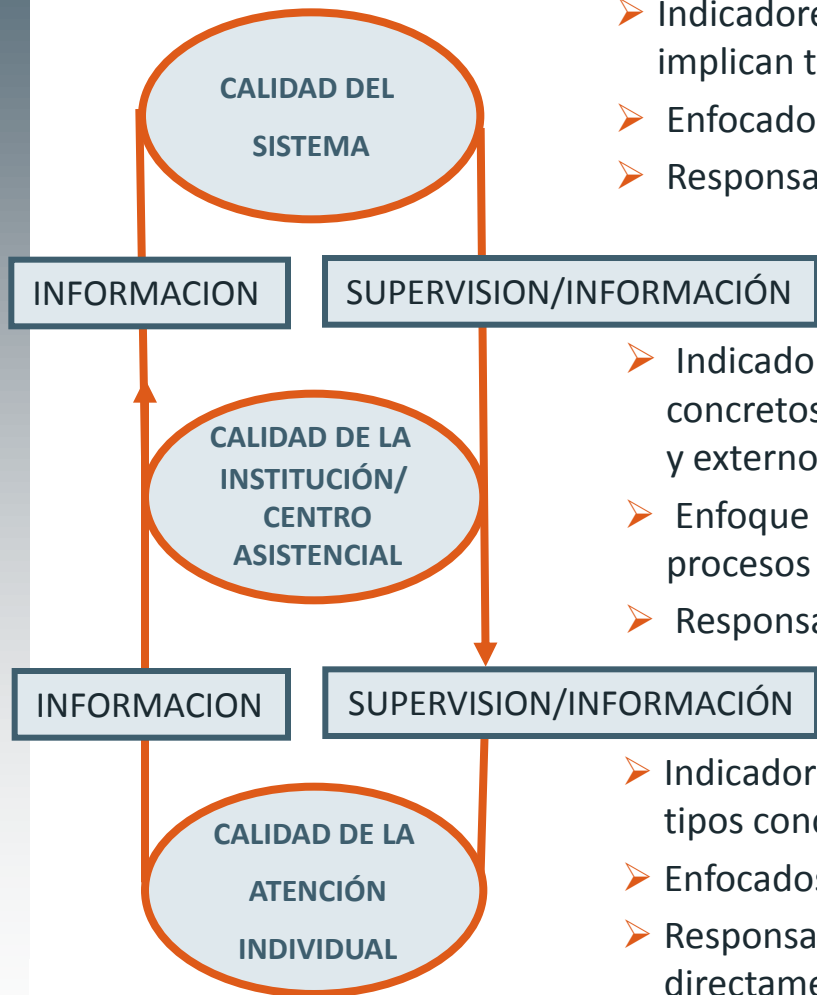 CALIDAD DEL
SISTEMA
➢ Indicadore
implican t
➢ Enfocado
➢ Responsa
INFORMACION
SUPERVISION/INFORMACIÓN
CALIDAD DE LA
INSTITUCIÓN/
CENTRO
ASISTENCIAL
➢ Indicado
concretos
y externo
➢ Enfoque
procesos
➢ Responsa
INFORMACION
SUPERVISION/INFORMACIÓN
CALIDAD DE LA
ATENCIÓN
INDIVIDUAL
➢ Indicador
tipos conc
➢ Enfocados
➢ Responsa
directame